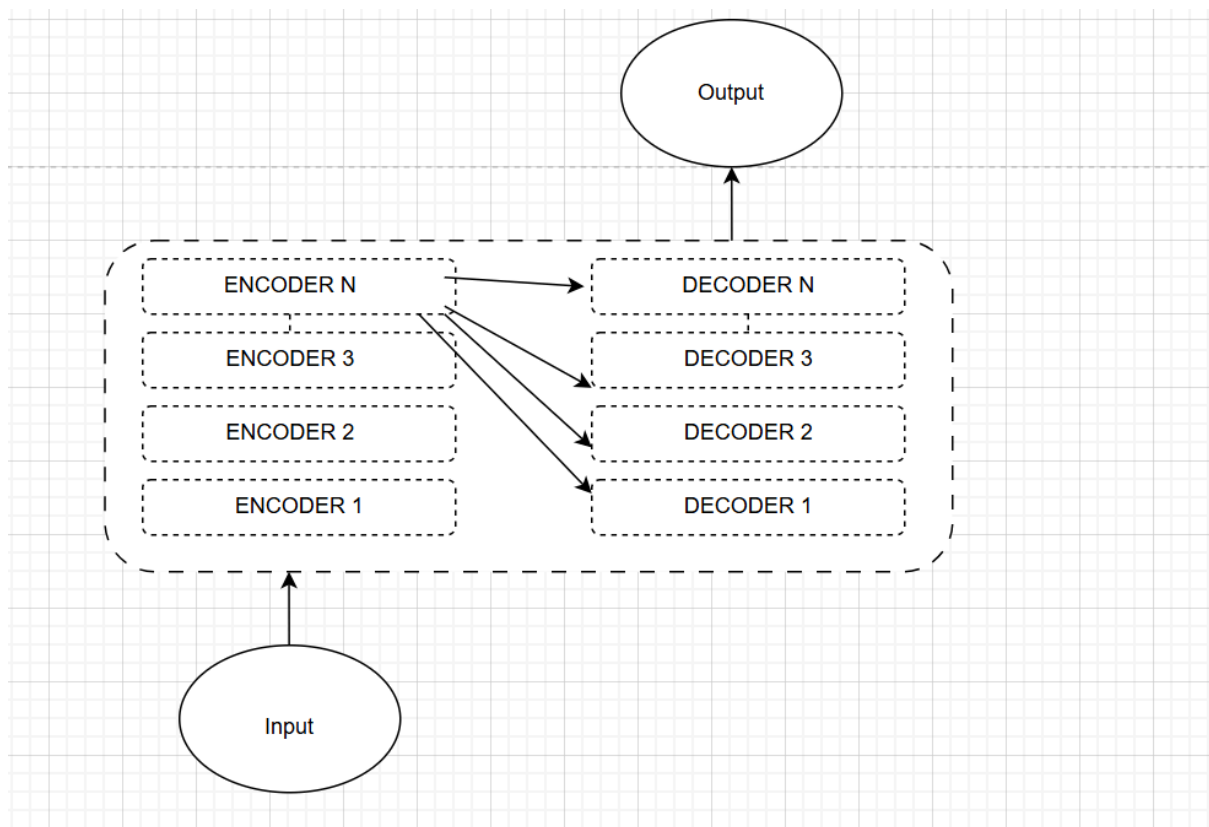 Output
ENCODER N
DECODER N
ENCODER 3
DECODER 3
ENCODER 2
DECODER 2
ENCODER 1
DECODER 1
Input